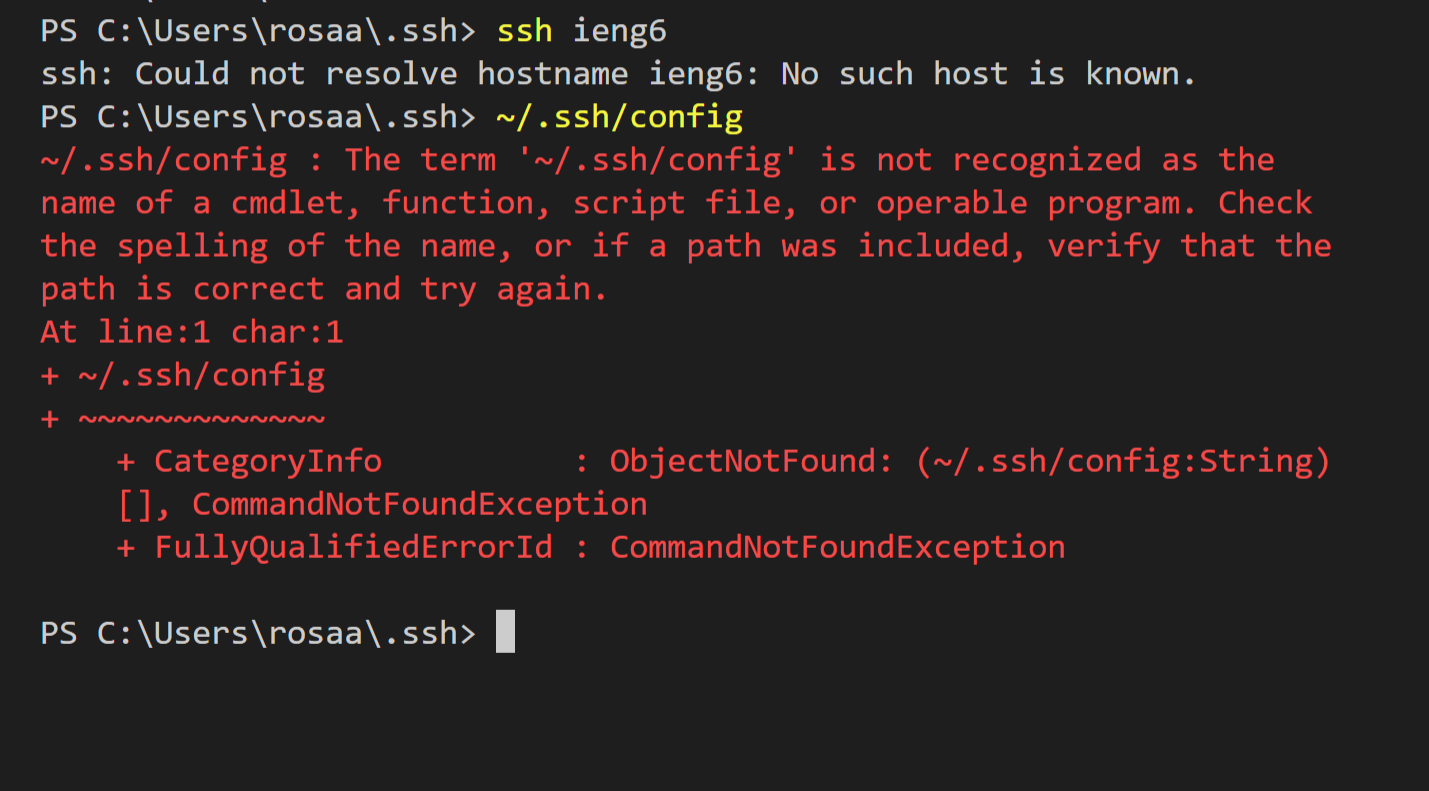 PS C:\Users\rosaa\.ssh> ssh ieng6
ssh: Could not resolve hostname ieng6: No such host is known.
PS C:\Users\rosaa\.ssh> ~/.ssh/config
~/.ssh/config : The term '~/.ssh/config' is not recognized as the
name of a cmdlet, function, script file, or operable program. Check
the spelling of the name, or if a path was included, verify that the
path is correct and try again.
At line:1 char:1
+ ~/.ssh/config
+ ~~~~~~~~~~~~~
    + CategoryInfo          : ObjectNotFound: (~/.ssh/config:String)
    [], CommandNotFoundException
    + FullyQualifiedErrorId : CommandNotFoundException

PS C:\Users\rosaa\.ssh>